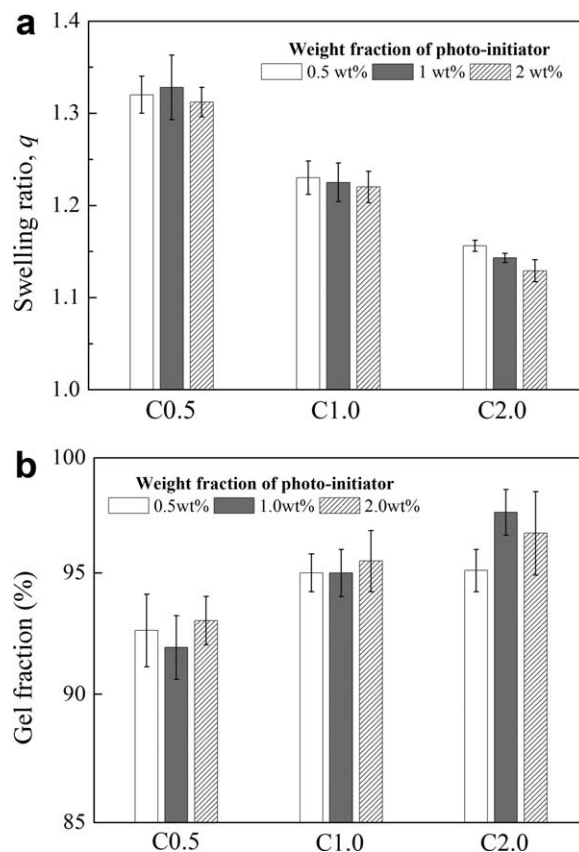 a
Weight fraction of photo-initiator
0.5 wt% 1 wt% 2 wt%
Swelling ratio, q
1.4
1.3
1.2
1.1
1.0
C0.5 C1.0 C2.0
b
Weight fraction of photo-initiator
0.5wt% 1.0wt% 2.0wt%
Gel fraction (%)
100
95
90
85
C0.5 C1.0 C2.0